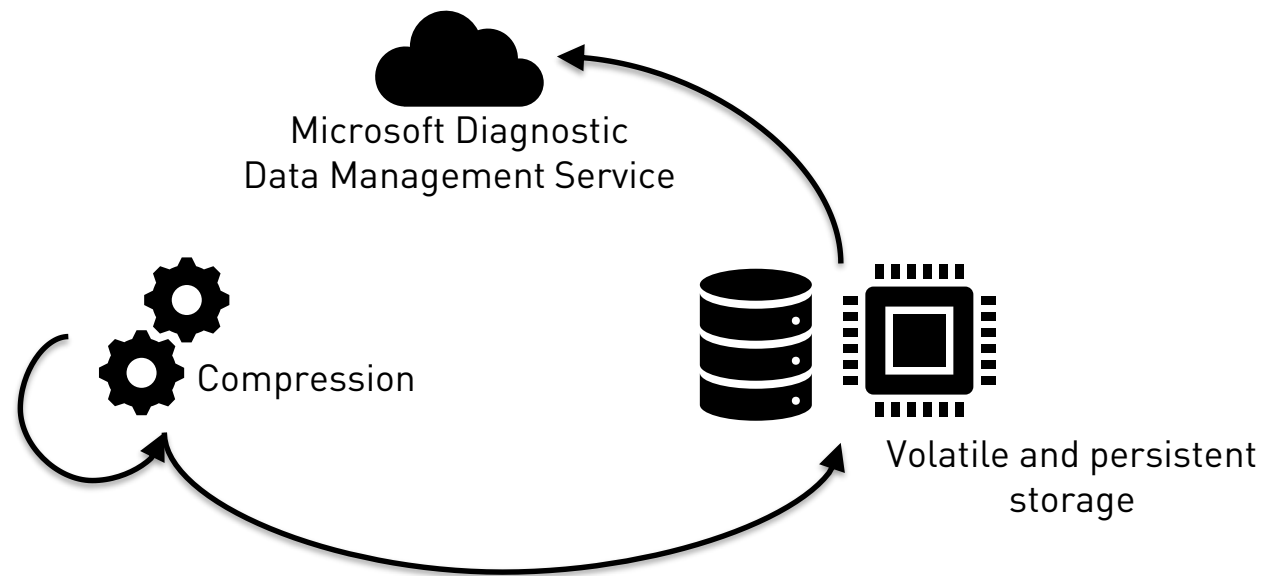 Microsoft Diagnostic
Data Management Service
Compression
Volatile and persistent
storage